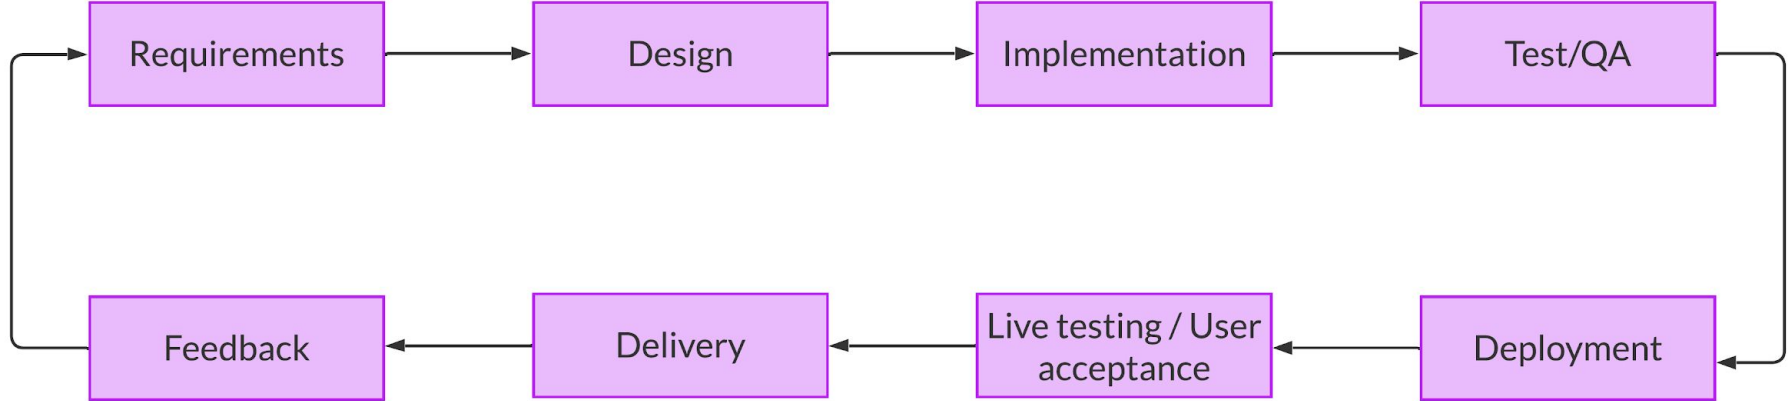 Requirements
Design
Implementation
Test/QA
Feedback
Delivery
Live testing / User
acceptance
Deployment